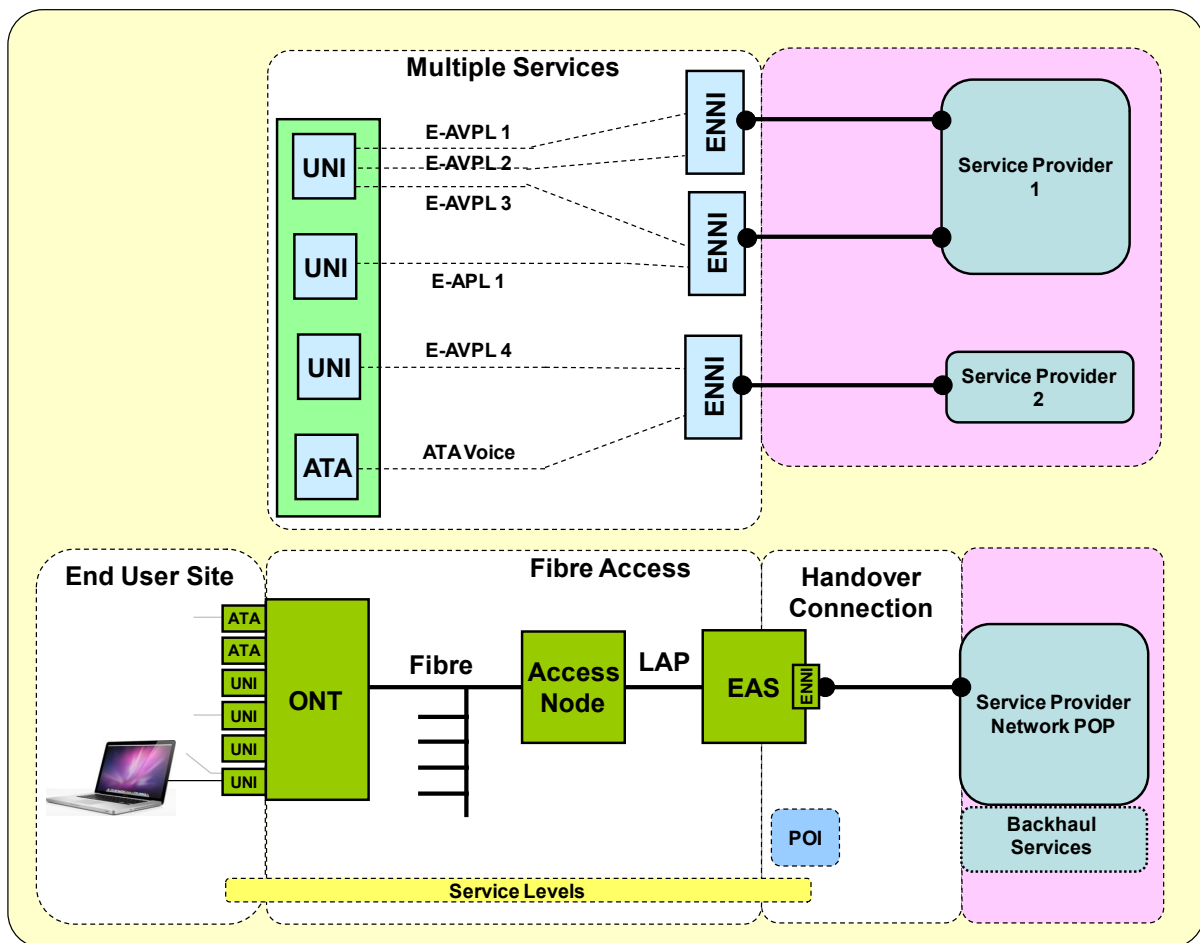 Multiple Services
UNI
E-AVPL 1
E-AVPL 2
E-AVPL 3
ENNI
Service Provider
1
UNI
E-APL 1
ENNI
UNI
E-AVPL 4
ENNI
Service Provider
2
ATA
ATA Voice
End User Site
Fibre Access
Handover
Connection
ATA
ATA
UNI
UNI
UNI
UNI
ONT
Fibre
Access
Node
LAP
EAS
ENNI
Service Provider
Network POP
POI
Backhaul
Services
Service Levels